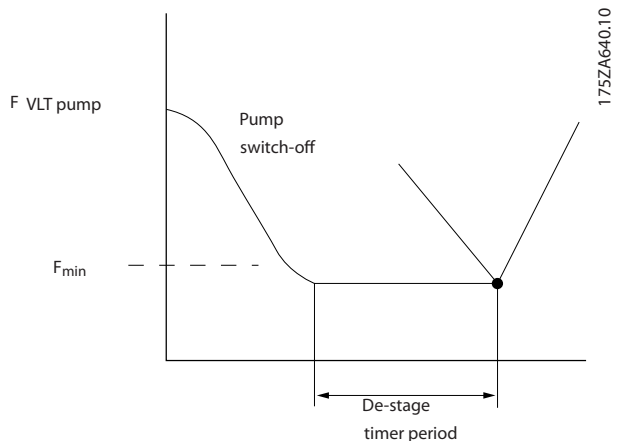 175ZA640.10
F VLT pump
Pump
switch-off
Fmin
De-stage
timer period